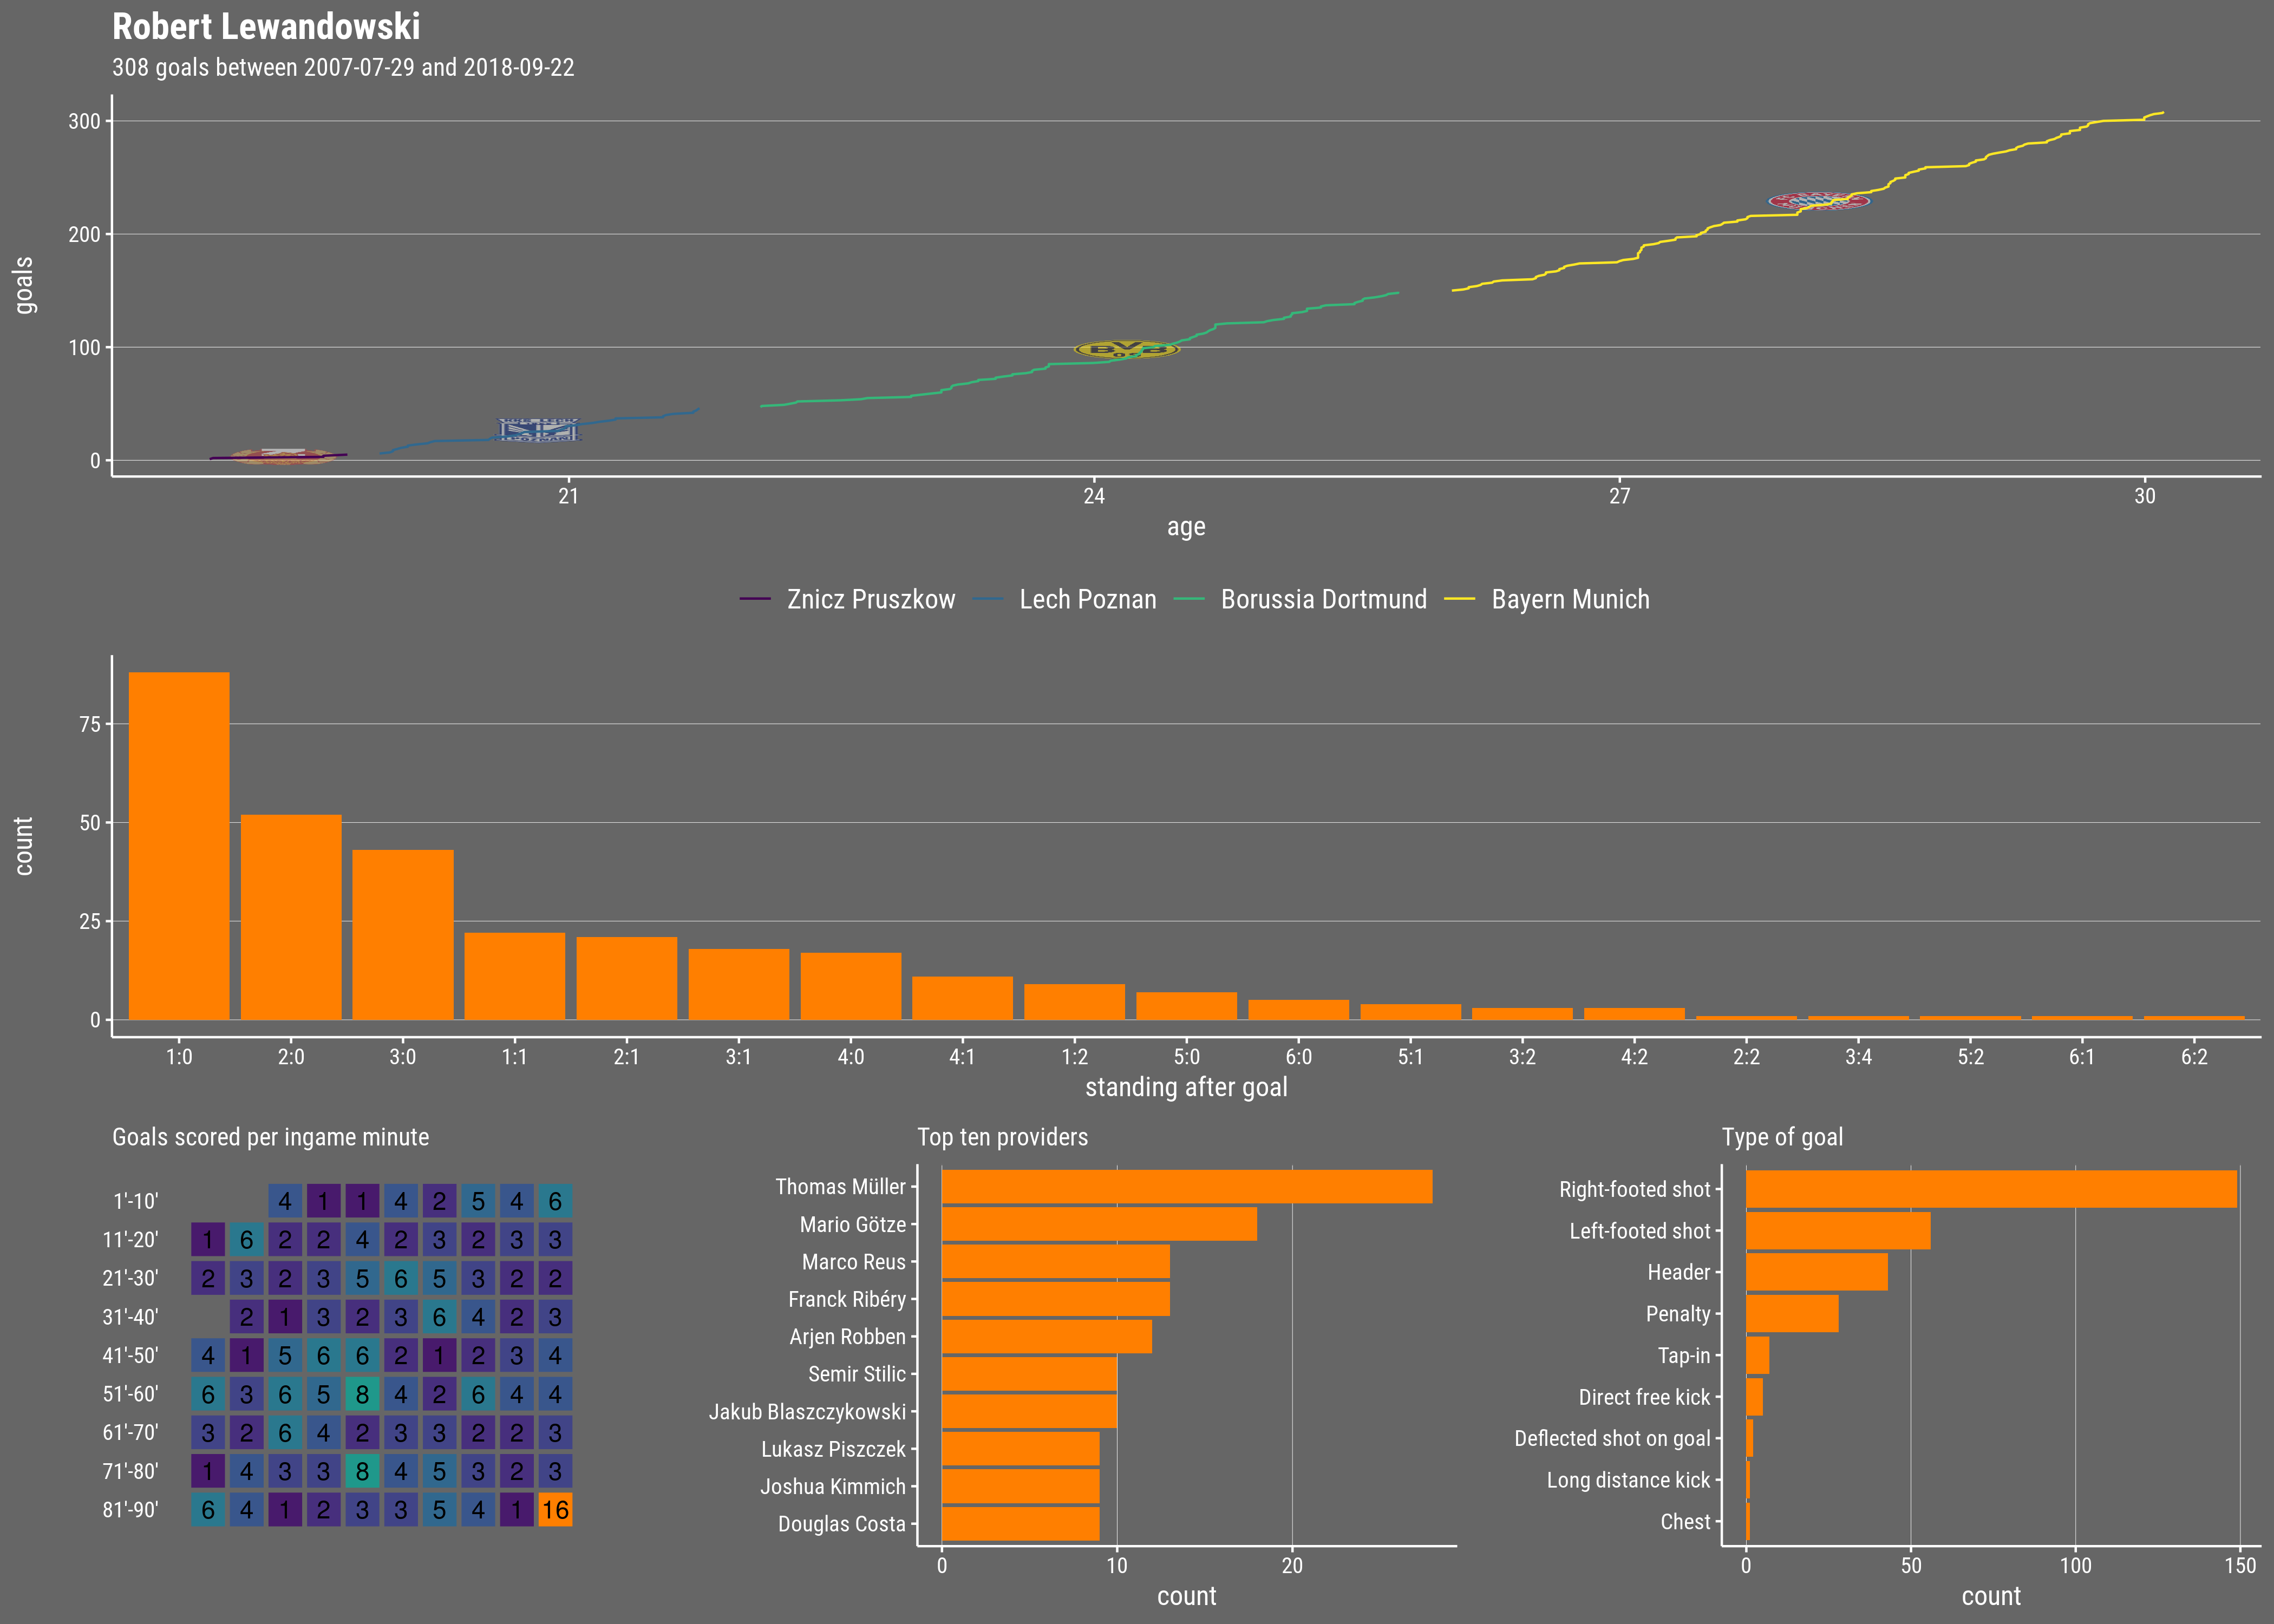 Robert Lewandowski
308 goals between 2007-07-29 and 2018-09-22
goals
300
200
100
0
BVB
09
21 24 27 30
age
Znicz Pruszkow Lech Poznan Borussia Dortmund Bayern Munich
count
75
50
25
0
1:0 2:0 3:0 1:1 2:1 3:1 4:0 4:1 1:2 5:0 6:0 5:1 3:2 4:2 2:2 3:4 5:2 6:1 6:2
standing after goal
Goals scored per ingame minute
1'-10' 4 1 1 4 2 5 4 6
11'-20' 1 6 2 2 4 2 3 2 3 3
21'-30' 2 3 2 3 5 6 5 3 2 2
31'-40' 2 1 3 2 3 6 4 2 3
41'-50' 4 1 5 6 6 2 1 2 3 4
51'-60' 6 3 6 5 8 4 2 6 4 4
61'-70' 3 2 6 4 2 3 3 2 2 3
71'-80' 1 4 3 3 8 4 5 3 2 3
81'-90' 6 4 1 2 3 3 5 4 1 16
Top ten providers
Thomas Müller
Mario Götze
Marco Reus
Franck Ribéry
Arjen Robben
Semir Stilic
Jakub Blaszczykowski
Lukasz Piszczek
Joshua Kimmich
Douglas Costa
0 10 20
count
Type of goal
Right-footed shot
Left-footed shot
Header
Penalty
Tap-in
Direct free kick
Deflected shot on goal
Long distance kick
Chest
0 50 100 150
count